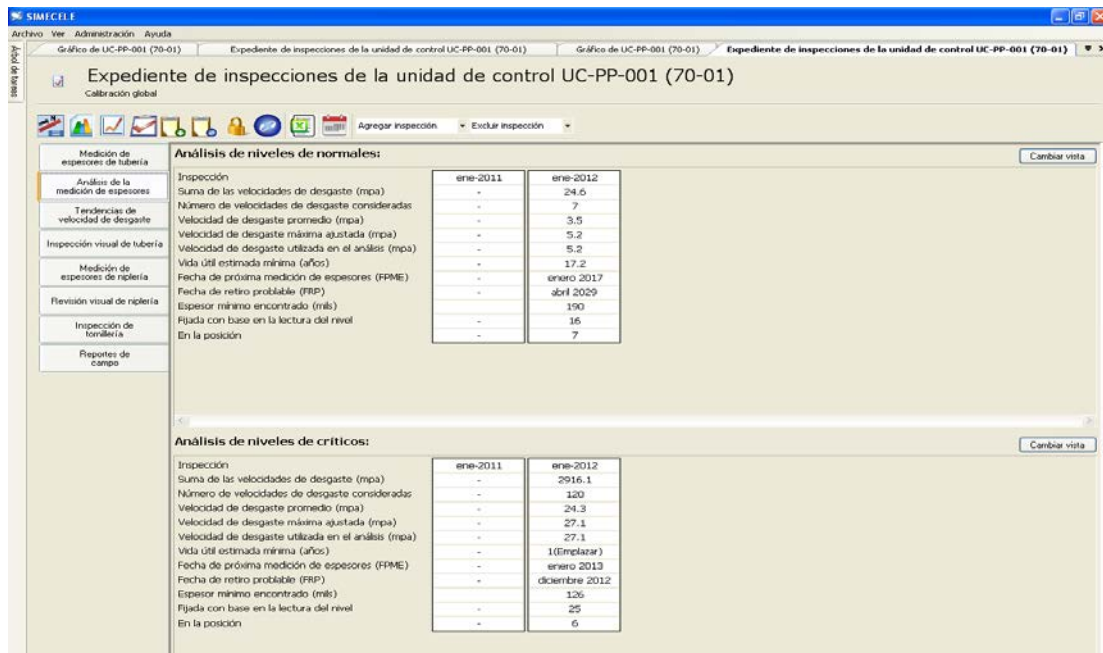 SIMECELE
Archivo Ver Administración Ayuda
Árbol de tareas
Gráfico de UC-PP-001 (70-01) Expediente de inspecciones de la unidad de control UC-PP-001 (70-01) Gráfico de UC-PP-001 (70-01) Expediente de inspecciones de la unidad de control UC-PP-001 (70-01)
Expediente de inspecciones de la unidad de control UC-PP-001 (70-01)
Calibración global
Agregar inspección Excluir inspección
Medición de
espesores de tubería
Análisis de la
medición de espesores
Tendencias de
velocidad de desgaste
Inspección visual de tubería
Medición de
espesores de niplería
Revisión visual de niplería
Inspección de
tornillería
Reportes de
campo
Análisis de niveles de normales:
Cambiar vista
Inspección ene-2011 ene-2012
Suma de las velocidades de desgaste (mpa) - 24.6
Número de velocidades de desgaste consideradas - 7
Velocidad de desgaste promedio (mpa) - 3.5
Velocidad de desgaste máxima ajustada (mpa) - 5.2
Velocidad de desgaste utilizada en el análisis (mpa) - 5.2
Vida útil estimada mínima (años) - 17.2
Fecha de próxima medición de espesores (FPME) - enero 2017
Fecha de retiro problable (FRP) - abril 2029
Espesor mínimo encontrado (mils) 190
Fijada con base en la lectura del nivel - 16
En la posición - 7
Análisis de niveles de críticos:
Cambiar vista
Inspección ene-2011 ene-2012
Suma de las velocidades de desgaste (mpa) - 2916.1
Número de velocidades de desgaste consideradas - 120
Velocidad de desgaste promedio (mpa) - 24.3
Velocidad de desgaste máxima ajustada (mpa) - 27.1
Velocidad de desgaste utilizada en el análisis (mpa) - 27.1
Vida útil estimada mínima (años) - 1(Emplazar)
Fecha de próxima medición de espesores (FPME) - enero 2013
Fecha de retiro problable (FRP) - diciembre 2012
Espesor mínimo encontrado (mils) 126
Fijada con base en la lectura del nivel - 25
En la posición - 6